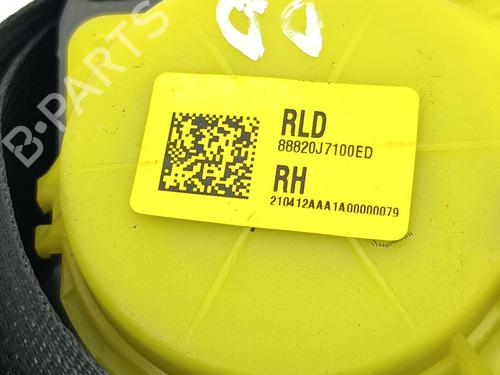 B-PARTS
RLD
88820J7100ED
RH
210412AAA1A00000079